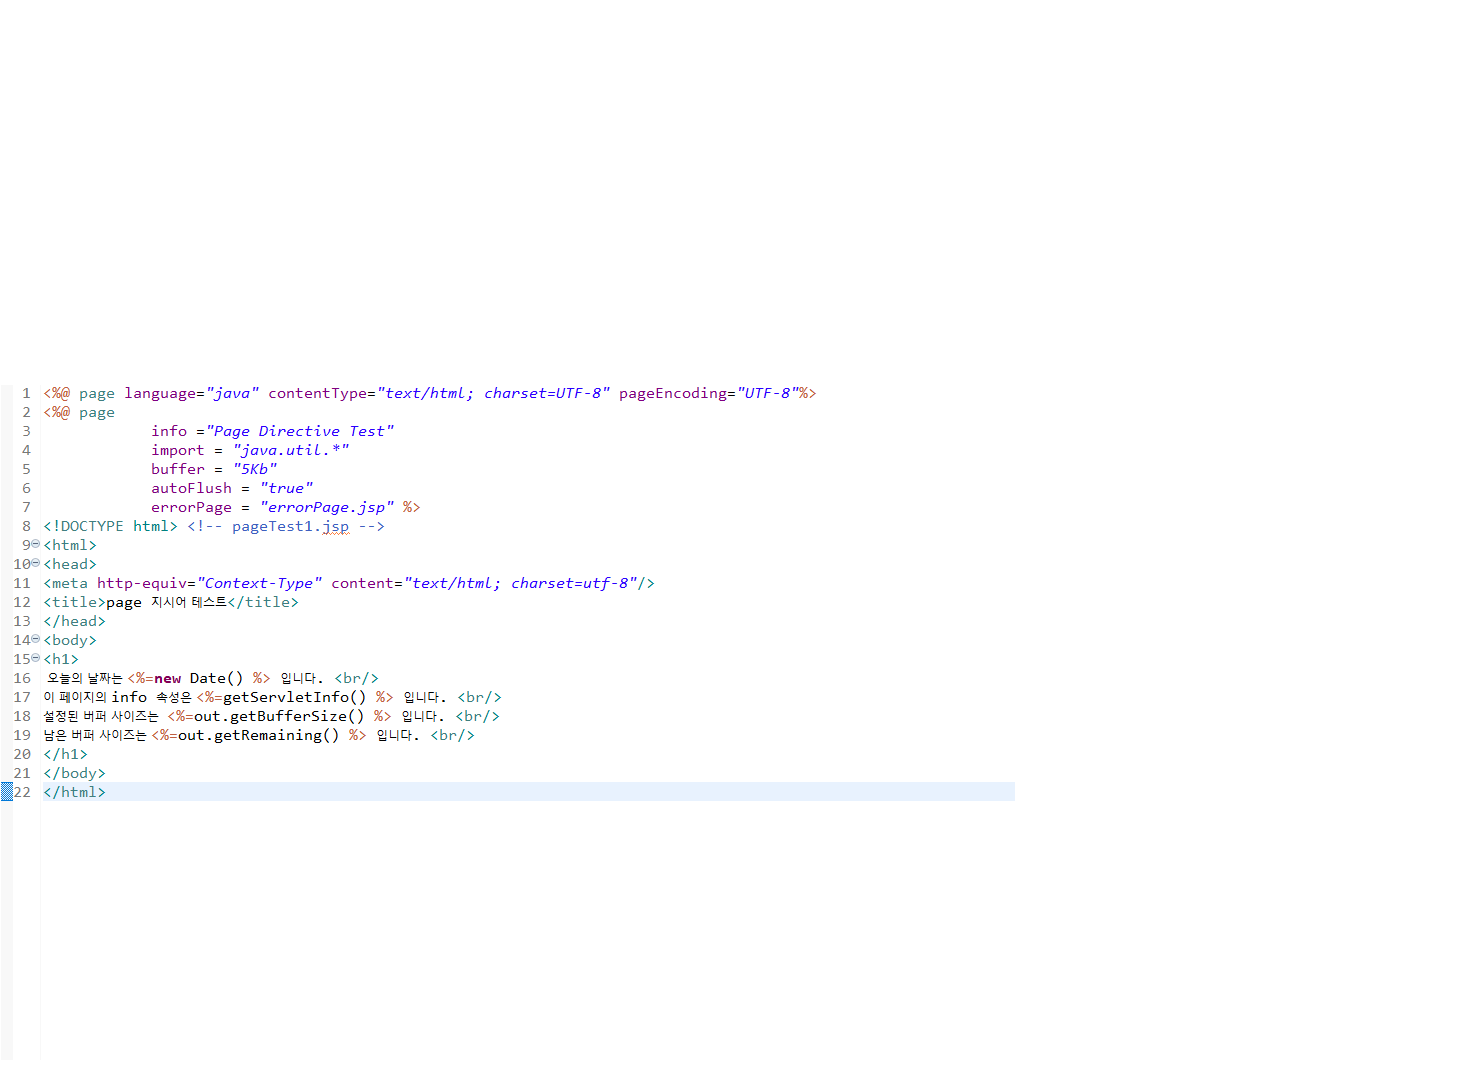 1 <%@ page language="java" contentType="text/html; charset=UTF-8" pageEncoding="UTF-8"%>
2 <%@ page
3 info ="Page Directive Test"
4 import = "java.util.*"
5 buffer = "5Kb"
6 autoFlush = "true"
7 errorPage = "errorPage.jsp" %>
8 <!DOCTYPE html> <!-- pageTest1.jsp -->
9 <html>
10 <head>
11 <meta http-equiv="Context-Type" content="text/html; charset=utf-8"/>
12 <title>page 지시어 테스트</title>
13 </head>
14 <body>
15 <h1>
16 오늘의 날짜는 <%=new Date() %> 입니다. <br/>
17 이 페이지의 info 속성은 <%=getServletInfo() %> 입니다. <br/>
18 설정된 버퍼 사이즈는 <%=out.getBufferSize() %> 입니다. <br/>
19 남은 버퍼 사이즈는 <%=out.getRemaining() %> 입니다. <br/>
20 </h1>
21 </body>
22 </html>